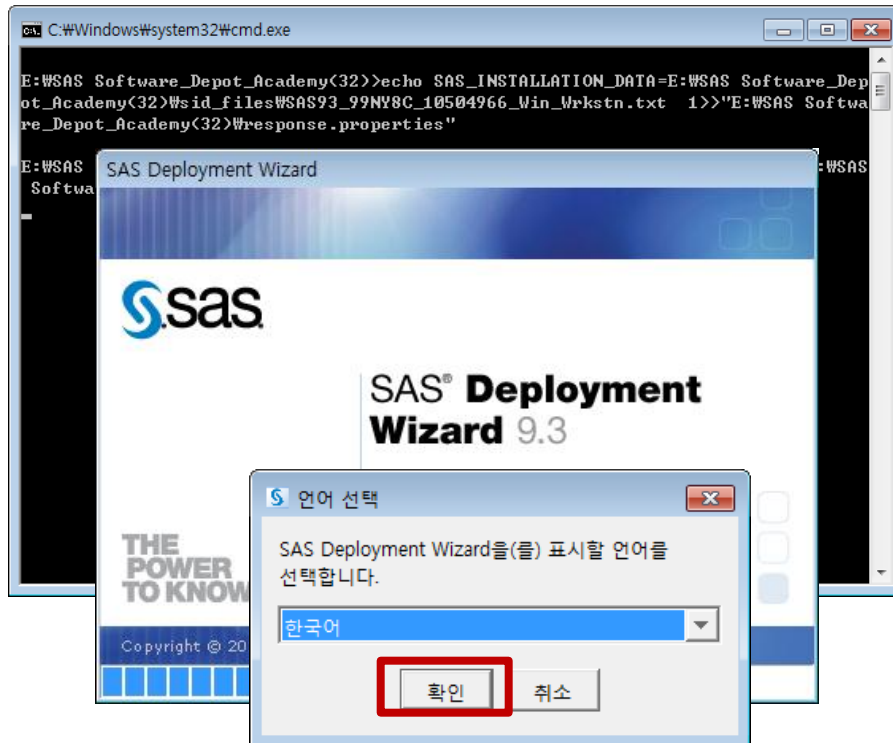 C:₩Windows₩system32₩cmd.exe
E:₩SAS Software_Depot_Academy(32)>echo SAS_INSTALLATION_DATA=E:₩SAS Software_Dep
ot_Academy(32)₩sid_files₩SAS93_99NY8C_10504966_Win_Wrkstn.txt 1>>"E:₩SAS Softwa
re_Depot_Academy(32)₩response.properties"
E:₩SAS :₩SAS
Softwa
SAS Deployment Wizard
sas
SAS® Deployment
Wizard 9.3
THE
POWER
TO KNOW
Copyright © 20
언어 선택
SAS Deployment Wizard을(를) 표시할 언어를
선택합니다.
한국어
확인 취소